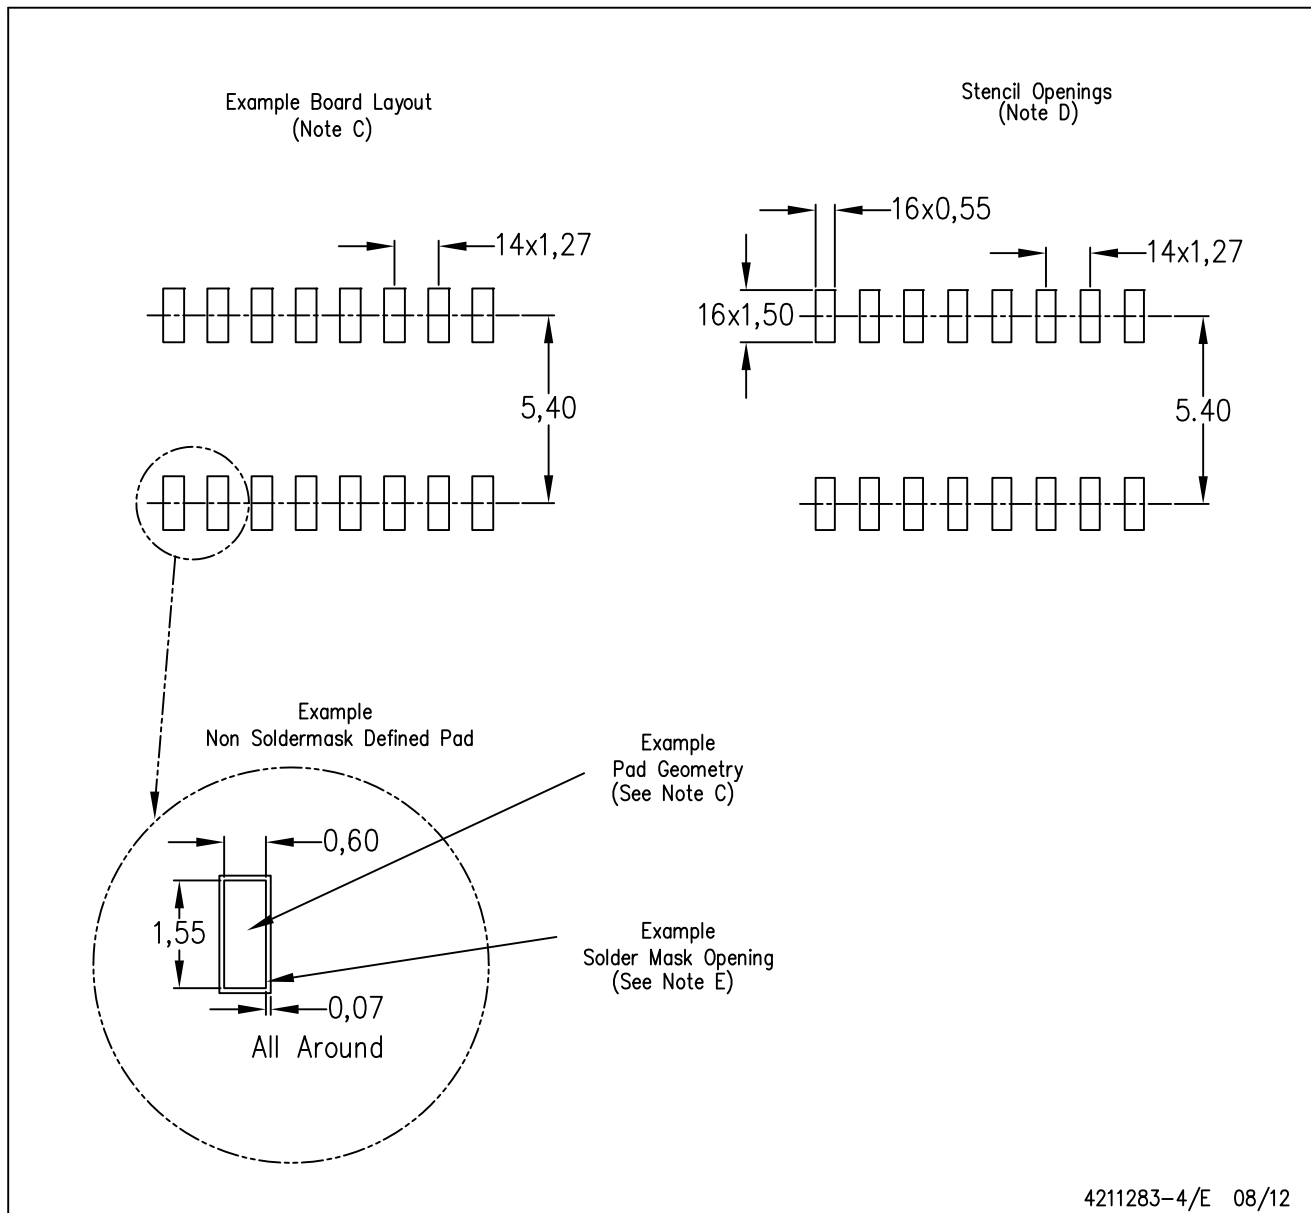 Example Board Layout
(Note C)
Stencil Openings
(Note D)
14x1,27
5,40
16x0,55
14x1,27
16x1,50
5.40
Example
Non Soldermask Defined Pad
Example
Pad Geometry
(See Note C)
0,60
1,55
Example
Solder Mask Opening
(See Note E)
0,07
All Around
4211283-4/E 08/12